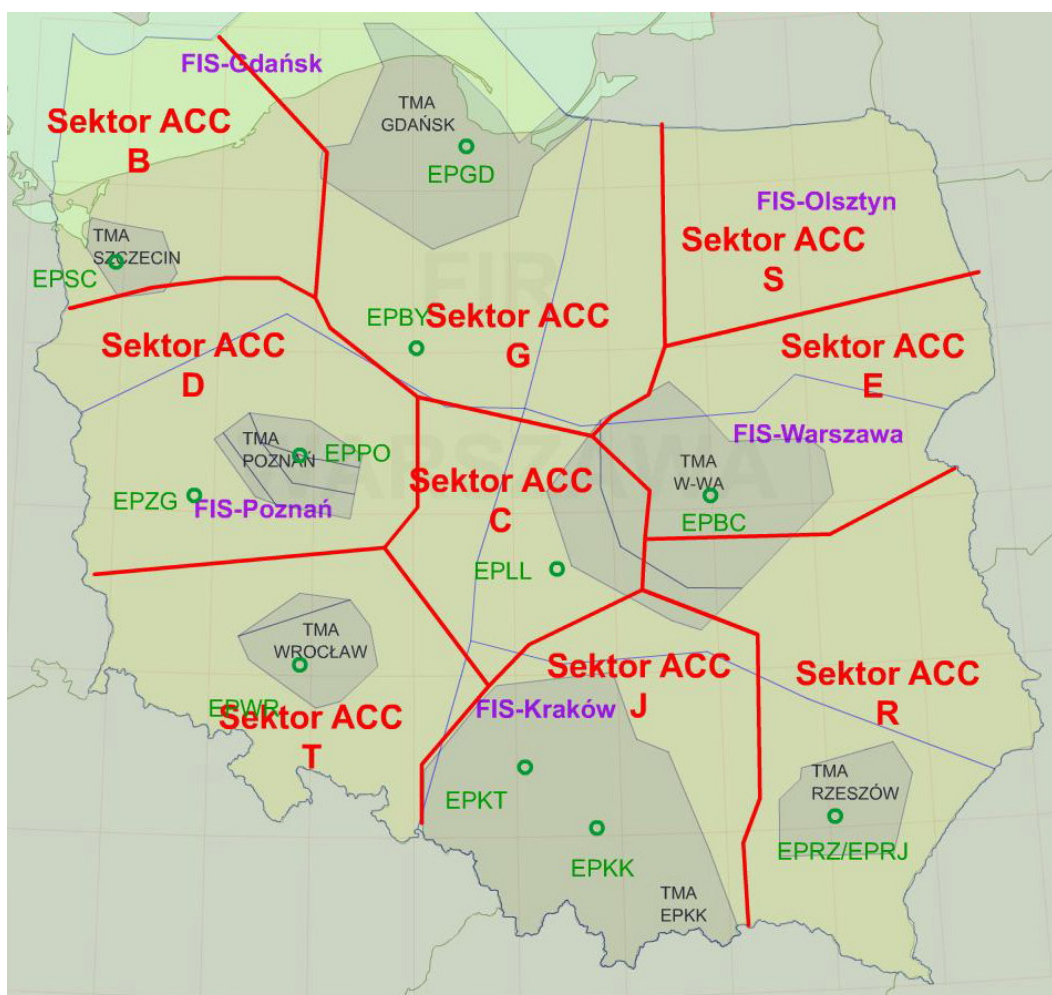 FIS-Gdańsk
Sektor ACC
B
TMA
GDAŃSK
EPGD
TMA
SZCZECIN
EPSC
FIS-Olsztyn
Sektor ACC
S
FIR
WARSZAWA
EPBY
Sektor ACC
G
Sektor ACC
D
Sektor ACC
E
TMA
POZNAŃ
EPPO
EPZG
FIS-Poznań
FIS-Warszawa
TMA
W-WA
EPBC
Sektor ACC
C
EPLL
TMA
WROCŁAW
EPWR
Sektor ACC
T
Sektor ACC
J
FIS-Kraków
EPKT
EPKK
TMA
EPKK
Sektor ACC
R
TMA
RZESZÓW
EPRZ/EPRJ